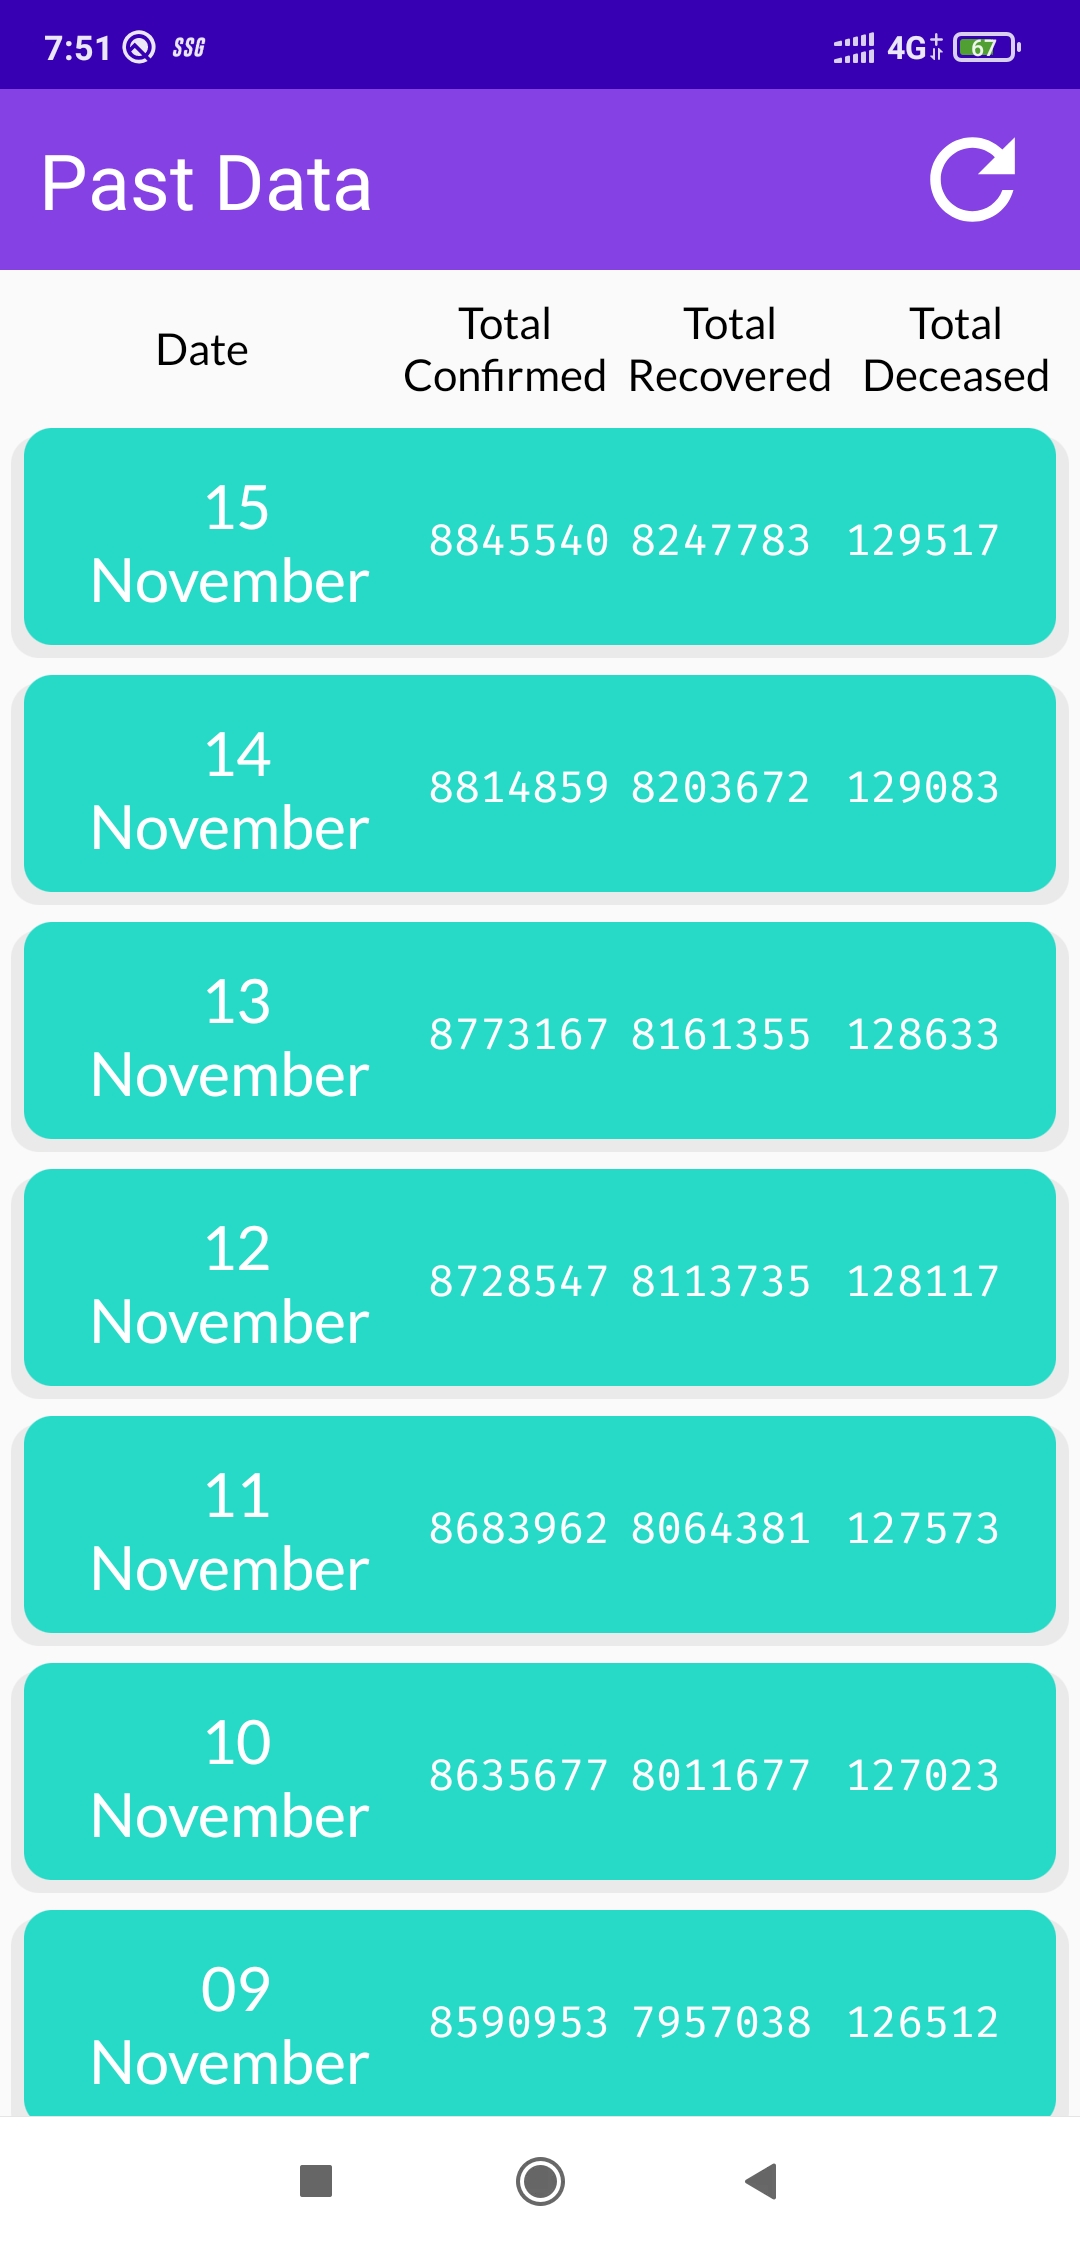 7:51 SSG 4G 67
Past Data
Date Total Confirmed Total Recovered Total Deceased
15 November 8845540 8247783 129517
14 November 8814859 8203672 129083
13 November 8773167 8161355 128633
12 November 8728547 8113735 128117
11 November 8683962 8064381 127573
10 November 8635677 8011677 127023
09 November 8590953 7957038 126512